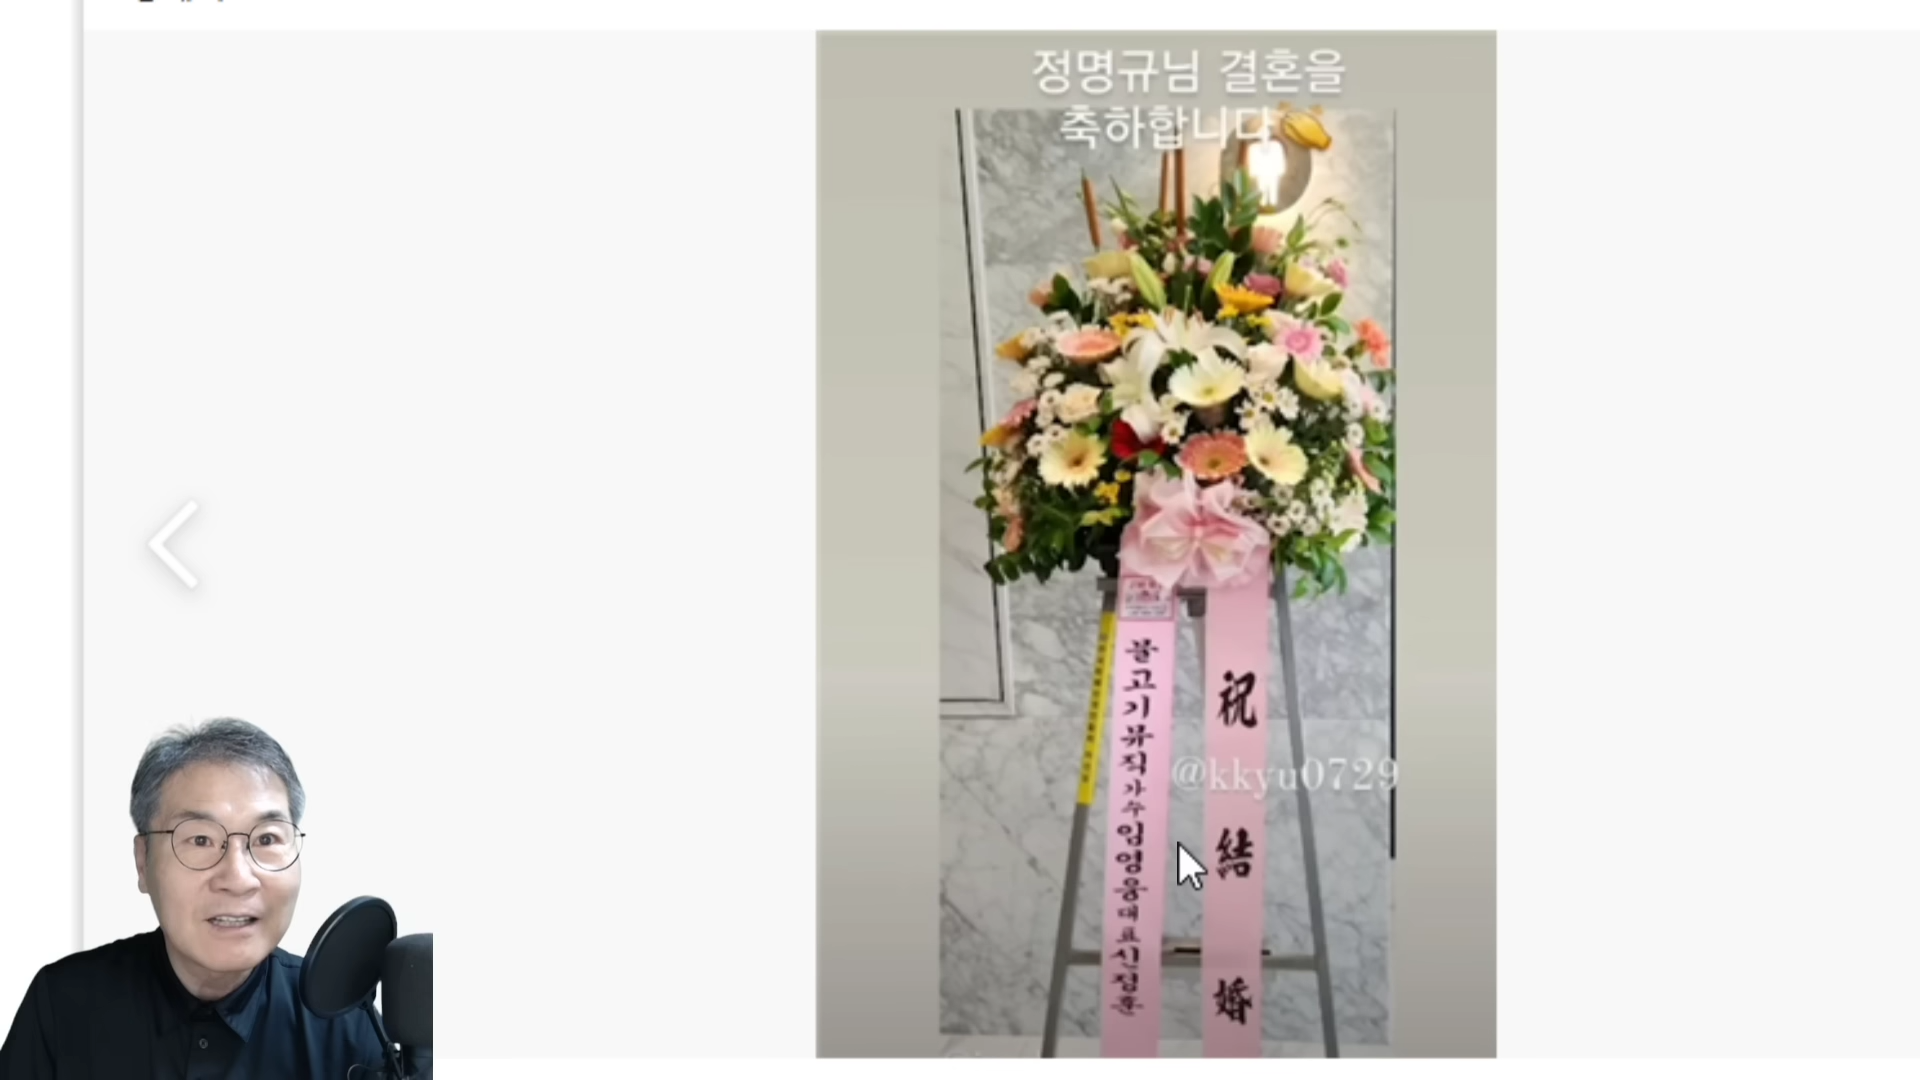 정명규님 결혼을
축하합니다
물고기뮤직가수임영웅대표신정훈
祝結婚
@kkyu0729